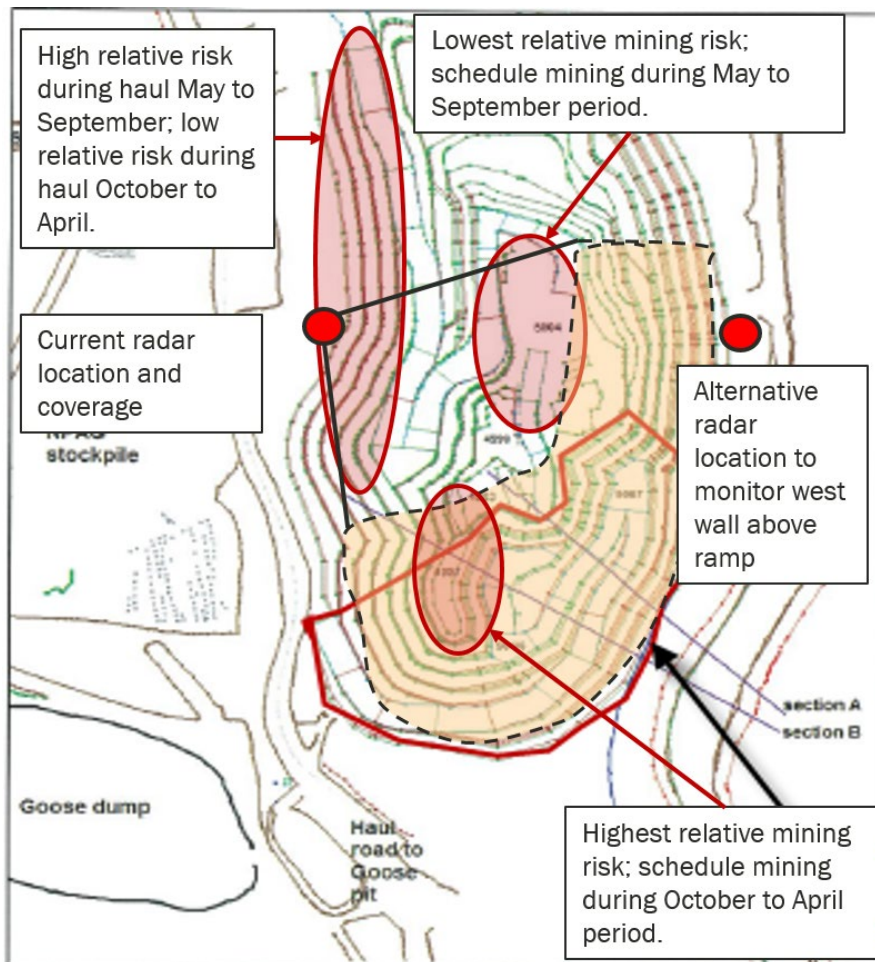 High relative risk
during haul May to
September; low
relative risk during
haul October to
April.
Lowest relative mining risk;
schedule mining during May to
September period.
Current radar
location and
coverage
stockpile
Alternative
radar
location to
monitor west
wall above
ramp
section A
section B
Goose dump
Haul
road to
Goose
pit
Highest relative mining
risk; schedule mining
during October to April
period.